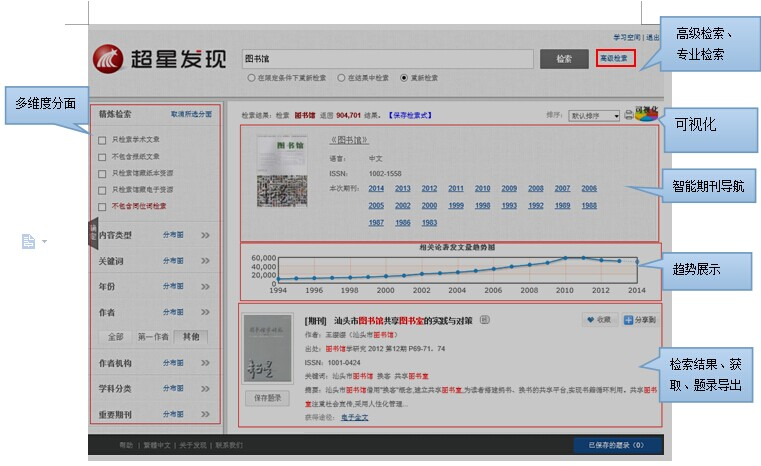 学习空间 | 退出
超星发现
图书馆
检索
高级检索
在限定条件下重新检索
在结果中检索
重新检索
高级检索、
专业检索
多维度分面
精炼检索
取消所选分面
只检索学术文章
不包含报纸文章
只检索馆藏纸本资源
只检索馆藏电子资源
不包含同位词检索
内容类型 分布图
关键词 分布图
年份 分布图
作者 分布图
全部 第一作者 其他
作者机构 分布图
学科分类 分布图
重要期刊 分布图
检索结果: 检索 图书馆 返回 904,701 结果。 【保存检索式】
排序: 默认排序
可视化
可视化
《图书馆》
语言: 中文
ISSN: 1002-1558
本次期刊: 2014 2013 2012 2011 2010 2009 2008 2007 2006
2005 2002 2000 1999 1998 1993 1992 1989 1988
1987 1986 1983
智能期刊导航
相关论著发文量趋势图
60,000
40,000
20,000
0
1994 1996 1998 2000 2002 2004 2006 2008 2010 2012 2014
趋势展示
[期刊] 汕头市图书馆共享图书室的实践与对策
收藏
分享到
(汕头市图书馆)
出处: 图书馆学研究 2012 第12期 P69-71、74
ISSN: 1001-0424
关键词: 汕头市图书馆 换客 共享图书室
摘要: 汕头市图书馆借用"换客"概念,建立共享图书室,为读者搭建捐书、换书的共享平台,实现书籍循环利用。共享图书
室注重社会宣传,采用人性化管理...
获得途径: 电子全文
保存题录
检索结果、获
取、题录导出
帮助 | 繁體中文 | 关于发现 | 联系我们
已保存的题录(0)